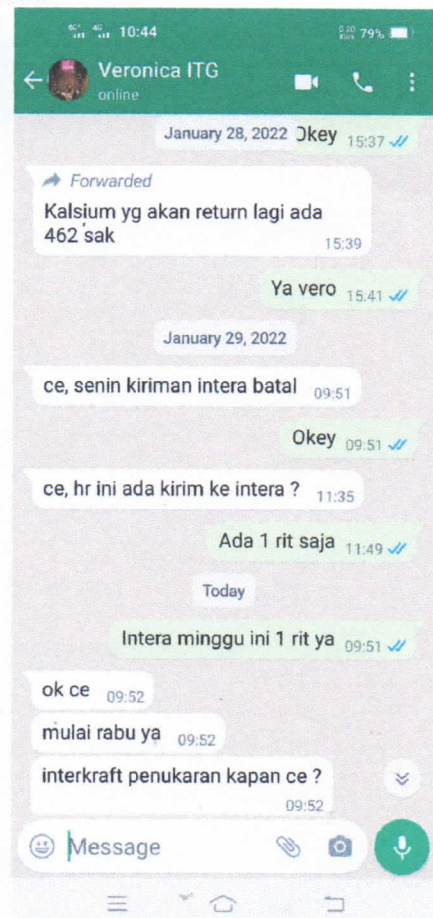 10:44
0.20 KB/s 79%
Veronica ITG
online
January 28, 2022
Okey 15:37
Forwarded
Kalsium yg akan return lagi ada
462 sak
15:39
Ya vero 15:41
January 29, 2022
ce, senin kiriman intera batal 09:51
Okey 09:51
ce, hr ini ada kirim ke intera ? 11:35
Ada 1 rit saja 11:49
Today
Intera minggu ini 1 rit ya 09:51
ok ce 09:52
mulai rabu ya 09:52
interkraft penukaran kapan ce ?
09:52
Message